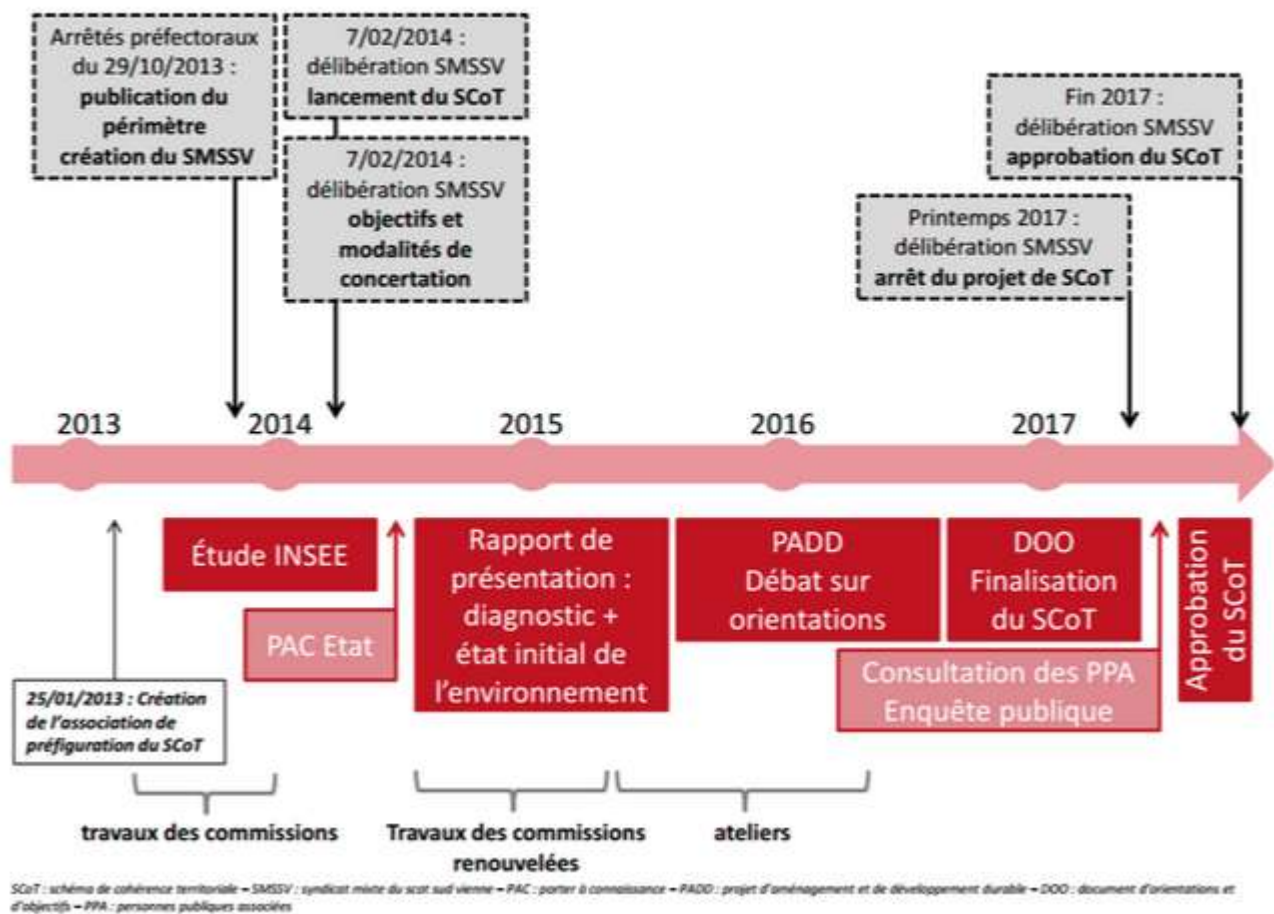 Arrêtés préfectoraux
du 29/10/2013 :
publication du
périmètre
création du SMSSV
7/02/2014 :
délibération SMSSV
lancement du SCoT
7/02/2014 :
délibération SMSSV
objectifs et
modalités de
concertation
Fin 2017 :
délibération SMSSV
approbation du SCoT
Printemps 2017 :
délibération SMSSV
arrêt du projet de SCoT
2013
2014
2015
2016
2017
Étude INSEE
PAC Etat
Rapport de
présentation :
diagnostic +
état initial de
l'environnement
PADD
Débat sur
orientations
DOO
Finalisation
du SCoT
Consultation des PPA
Enquête publique
Approbation
du SCoT
25/01/2013 : Création
de l'association de
préfiguration du SCoT
travaux des commissions
Travaux des commissions
renouvelées
ateliers
SCoT : schéma de cohérence territoriale – SMSSV : syndicat mixte du scot sud vienne – PAC : porter à connaissance – PADD : projet d'aménagement et de développement durable – DOO : document d'orientations et
d'objectifs – PPA : personnes publiques associées